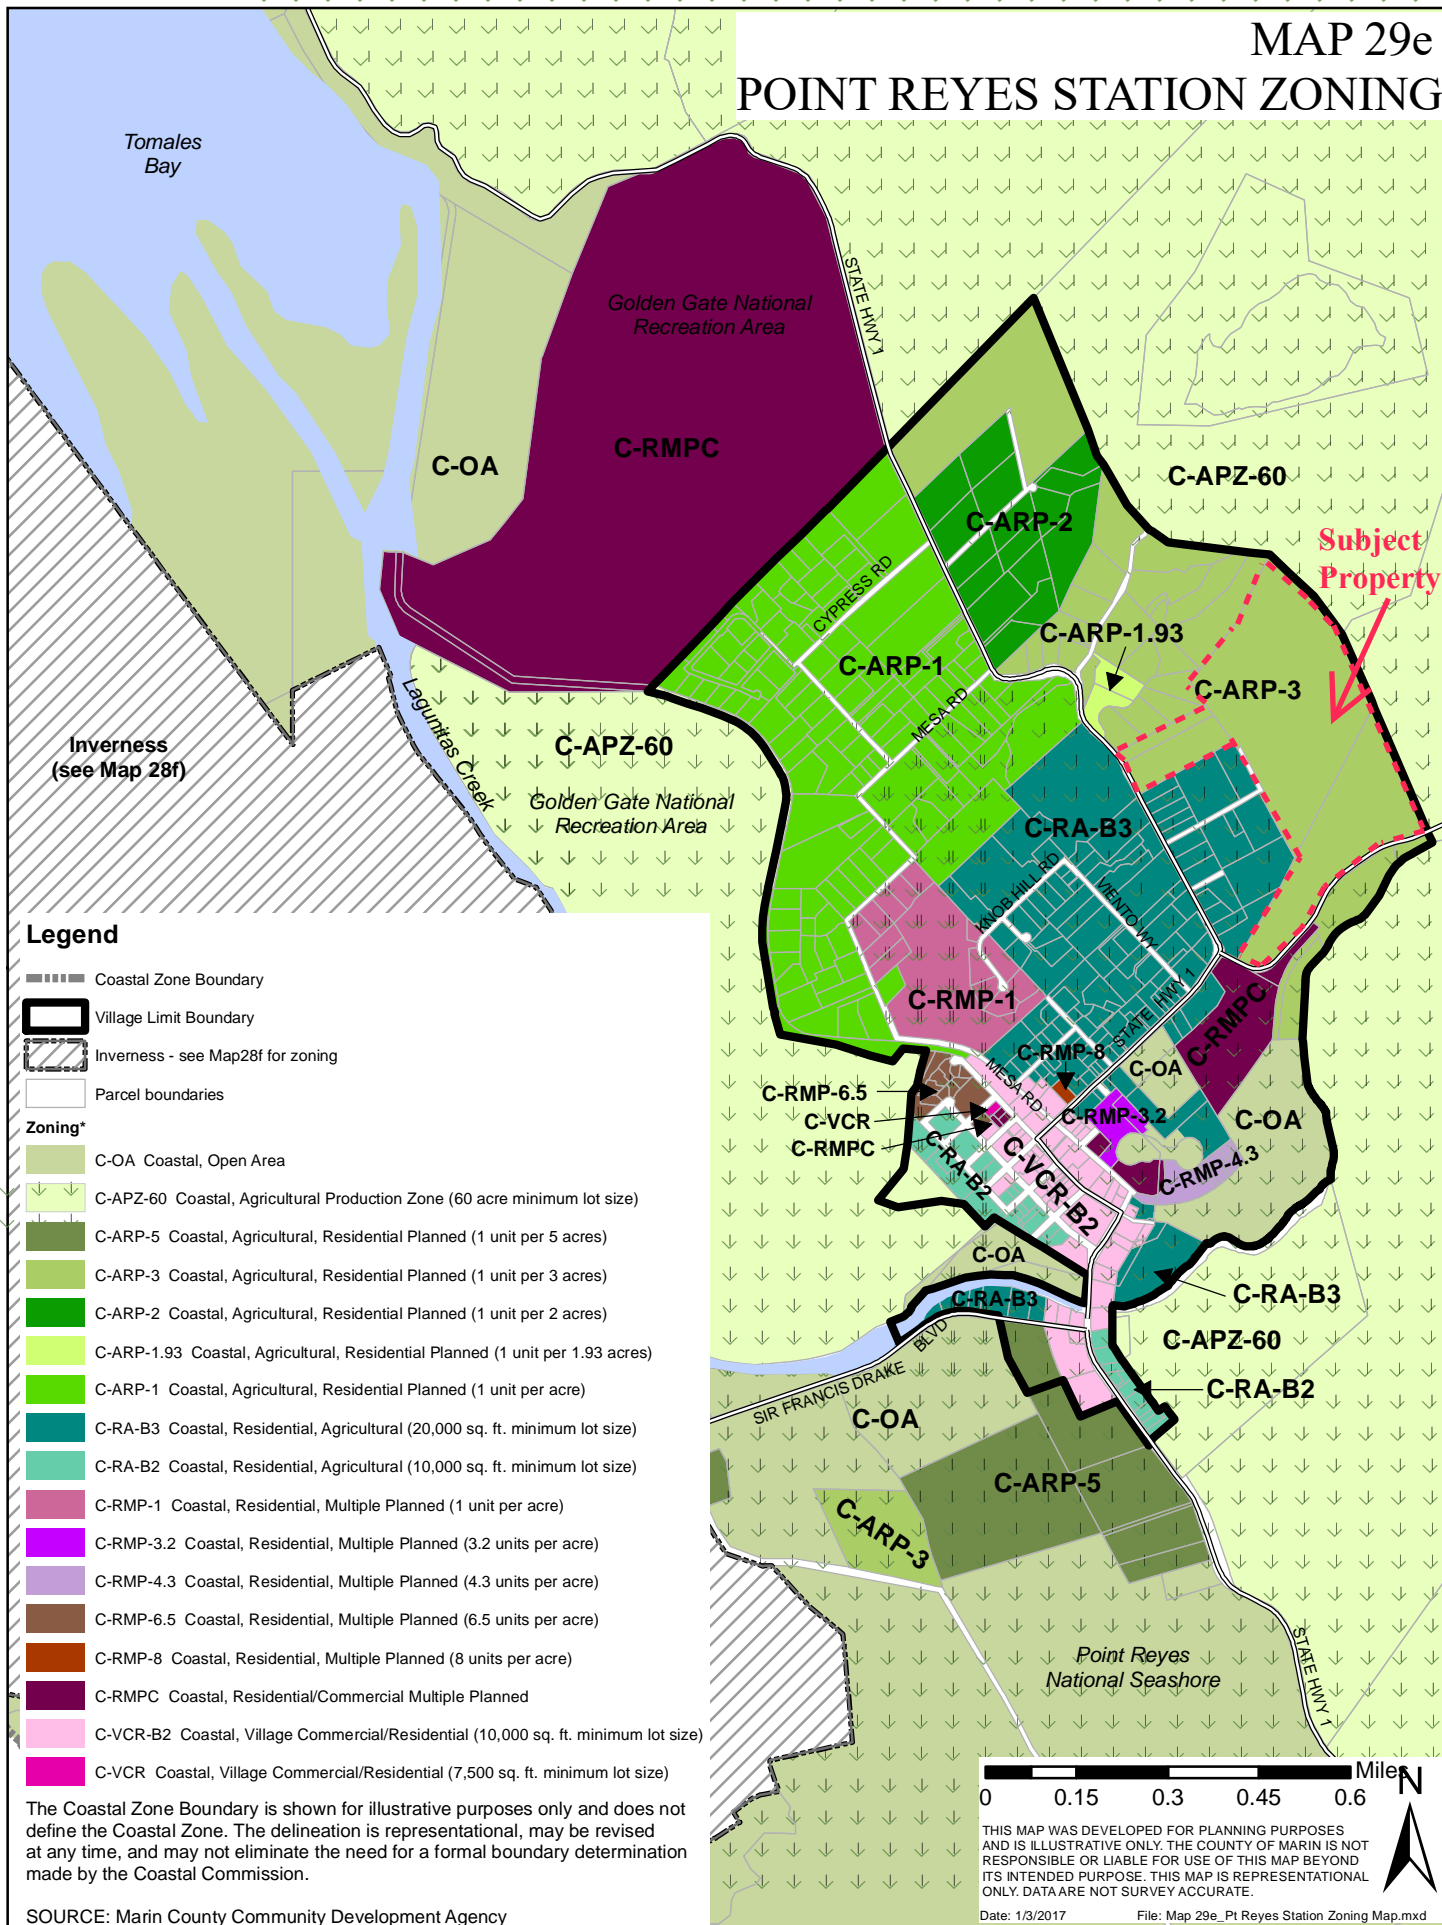 MAP 29e
POINT REYES STATION ZONING
Tomales
Bay
Golden Gate National
Recreation Area
STATE HWY 1
C-RMPC
C-OA
C-APZ-60
C-ARP-2
Subject
Property
CYPRESS RD
C-ARP-1.93
C-ARP-1
C-ARP-3
MESA RD
Lagunitas Creek
Inverness
(see Map 28f)
C-APZ-60
Golden Gate National
Recreation Area
C-RA-B3
KNOB HILL RD
VIENTO WY
C-RMP-1
STATE HWY 1
C-RMPC
C-RMP-8
C-OA
MESA RD
C-RMP-6.5
C-VCR
C-RMPC
C-RMP-3.2
C-OA
C-RA-B2
C-VCR-B2
C-RMP-4.3
C-OA
C-RA-B3
C-RA-B3
C-APZ-60
C-RA-B2
SIR FRANCIS DRAKE BLVD
C-OA
C-ARP-5
C-ARP-3
Point Reyes
National Seashore
STATE HWY 1
Legend
Coastal Zone Boundary
Village Limit Boundary
Inverness - see Map28f for zoning
Parcel boundaries
Zoning*
C-OA Coastal, Open Area
C-APZ-60 Coastal, Agricultural Production Zone (60 acre minimum lot size)
C-ARP-5 Coastal, Agricultural, Residential Planned (1 unit per 5 acres)
C-ARP-3 Coastal, Agricultural, Residential Planned (1 unit per 3 acres)
C-ARP-2 Coastal, Agricultural, Residential Planned (1 unit per 2 acres)
C-ARP-1.93 Coastal, Agricultural, Residential Planned (1 unit per 1.93 acres)
C-ARP-1 Coastal, Agricultural, Residential Planned (1 unit per acre)
C-RA-B3 Coastal, Residential, Agricultural (20,000 sq. ft. minimum lot size)
C-RA-B2 Coastal, Residential, Agricultural (10,000 sq. ft. minimum lot size)
C-RMP-1 Coastal, Residential, Multiple Planned (1 unit per acre)
C-RMP-3.2 Coastal, Residential, Multiple Planned (3.2 units per acre)
C-RMP-4.3 Coastal, Residential, Multiple Planned (4.3 units per acre)
C-RMP-6.5 Coastal, Residential, Multiple Planned (6.5 units per acre)
C-RMP-8 Coastal, Residential, Multiple Planned (8 units per acre)
C-RMPC Coastal, Residential/Commercial Multiple Planned
C-VCR-B2 Coastal, Village Commercial/Residential (10,000 sq. ft. minimum lot size)
C-VCR Coastal, Village Commercial/Residential (7,500 sq. ft. minimum lot size)
The Coastal Zone Boundary is shown for illustrative purposes only and does not
define the Coastal Zone. The delineation is representational, may be revised
at any time, and may not eliminate the need for a formal boundary determination
made by the Coastal Commission.
SOURCE: Marin County Community Development Agency
Miles
0 0.15 0.3 0.45 0.6
N
THIS MAP WAS DEVELOPED FOR PLANNING PURPOSES
AND IS ILLUSTRATIVE ONLY. THE COUNTY OF MARIN IS NOT
RESPONSIBLE OR LIABLE FOR USE OF THIS MAP BEYOND
ITS INTENDED PURPOSE. THIS MAP IS REPRESENTATIONAL
ONLY. DATA ARE NOT SURVEY ACCURATE.
Date: 1/3/2017 File: Map 29e_Pt Reyes Station Zoning Map.mxd